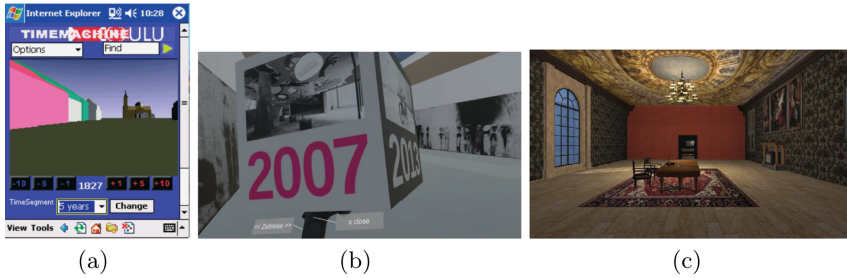 Internet Explorer 10:28
TIMEMACHINE ULU
Options Find
-10 -5 -1 1827 +1 +5 +10
TimeSegment 5 years Change
View Tools
2007
2013
<< Zeitreise >> x close
(a) (b) (c)